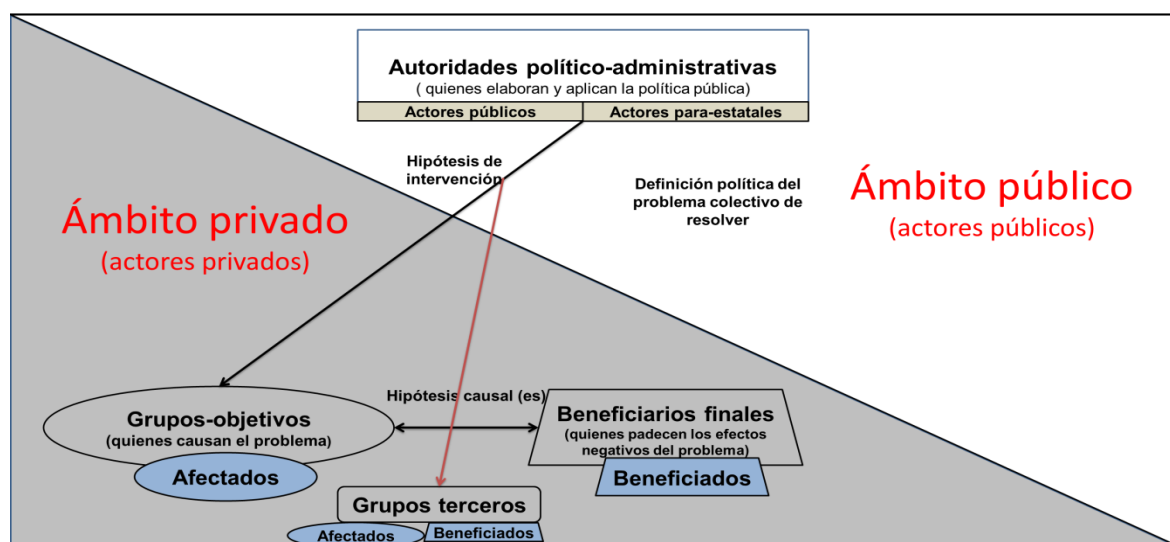 Autoridades político-administrativas
( quienes elaboran y aplican la política pública)
Actores públicos
Actores para-estatales
Hipótesis de
intervención
Definición política del
problema colectivo de
resolver
Ámbito público
(actores públicos)
Ámbito privado
(actores privados)
Hipótesis causal (es)
Grupos-objetivos
(quienes causan el problema)
Afectados
Beneficiarios finales
(quienes padecen los efectos
negativos del problema)
Beneficiados
Grupos terceros
Afectados
Beneficiados